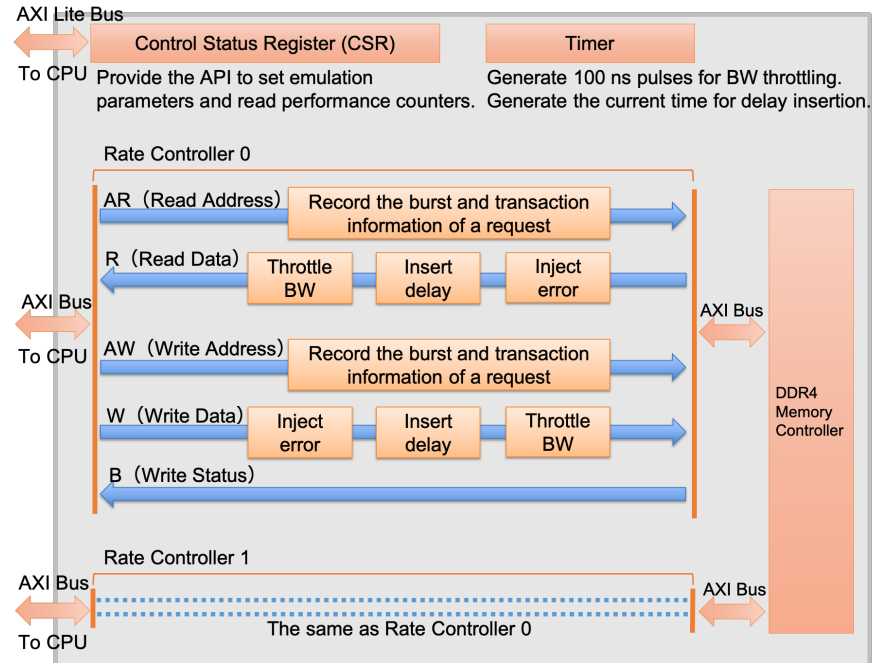 AXI Lite Bus
To CPU
Control Status Register (CSR)
Provide the API to set emulation
parameters and read performance counters.
Timer
Generate 100 ns pulses for BW throttling.
Generate the current time for delay insertion.
Rate Controller 0
AR（Read Address）
Record the burst and transaction
information of a request
R（Read Data）
Throttle
BW
Insert
delay
Inject
error
AXI Bus
To CPU
AXI Bus
AW（Write Address）
Record the burst and transaction
information of a request
W（Write Data）
Inject
error
Insert
delay
Throttle
BW
B（Write Status）
DDR4
Memory
Controller
Rate Controller 1
AXI Bus
To CPU
The same as Rate Controller 0
AXI Bus